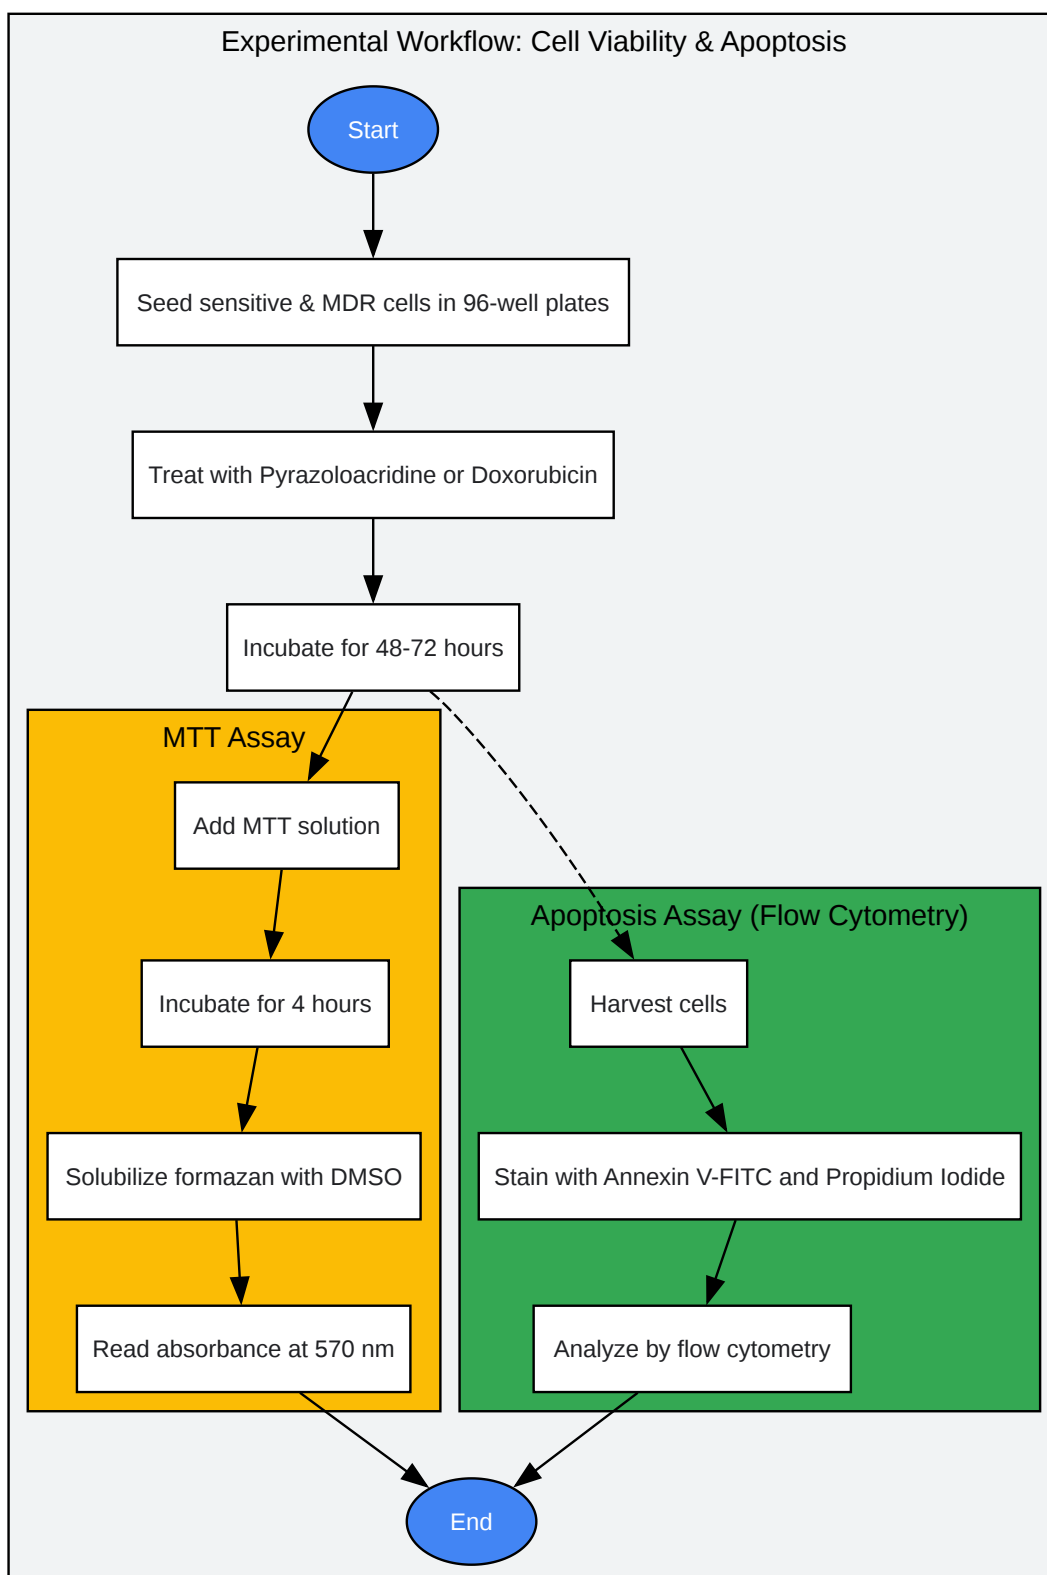 Experimental Workflow: Cell Viability & Apoptosis
Start
Seed sensitive & MDR cells in 96-well plates
Treat with Pyrazoloacridine or Doxorubicin
Incubate for 48-72 hours
MTT Assay
Add MTT solution
Incubate for 4 hours
Solubilize formazan with DMSO
Read absorbance at 570 nm
Apoptosis Assay (Flow Cytometry)
Harvest cells
Stain with Annexin V-FITC and Propidium Iodide
Analyze by flow cytometry
End